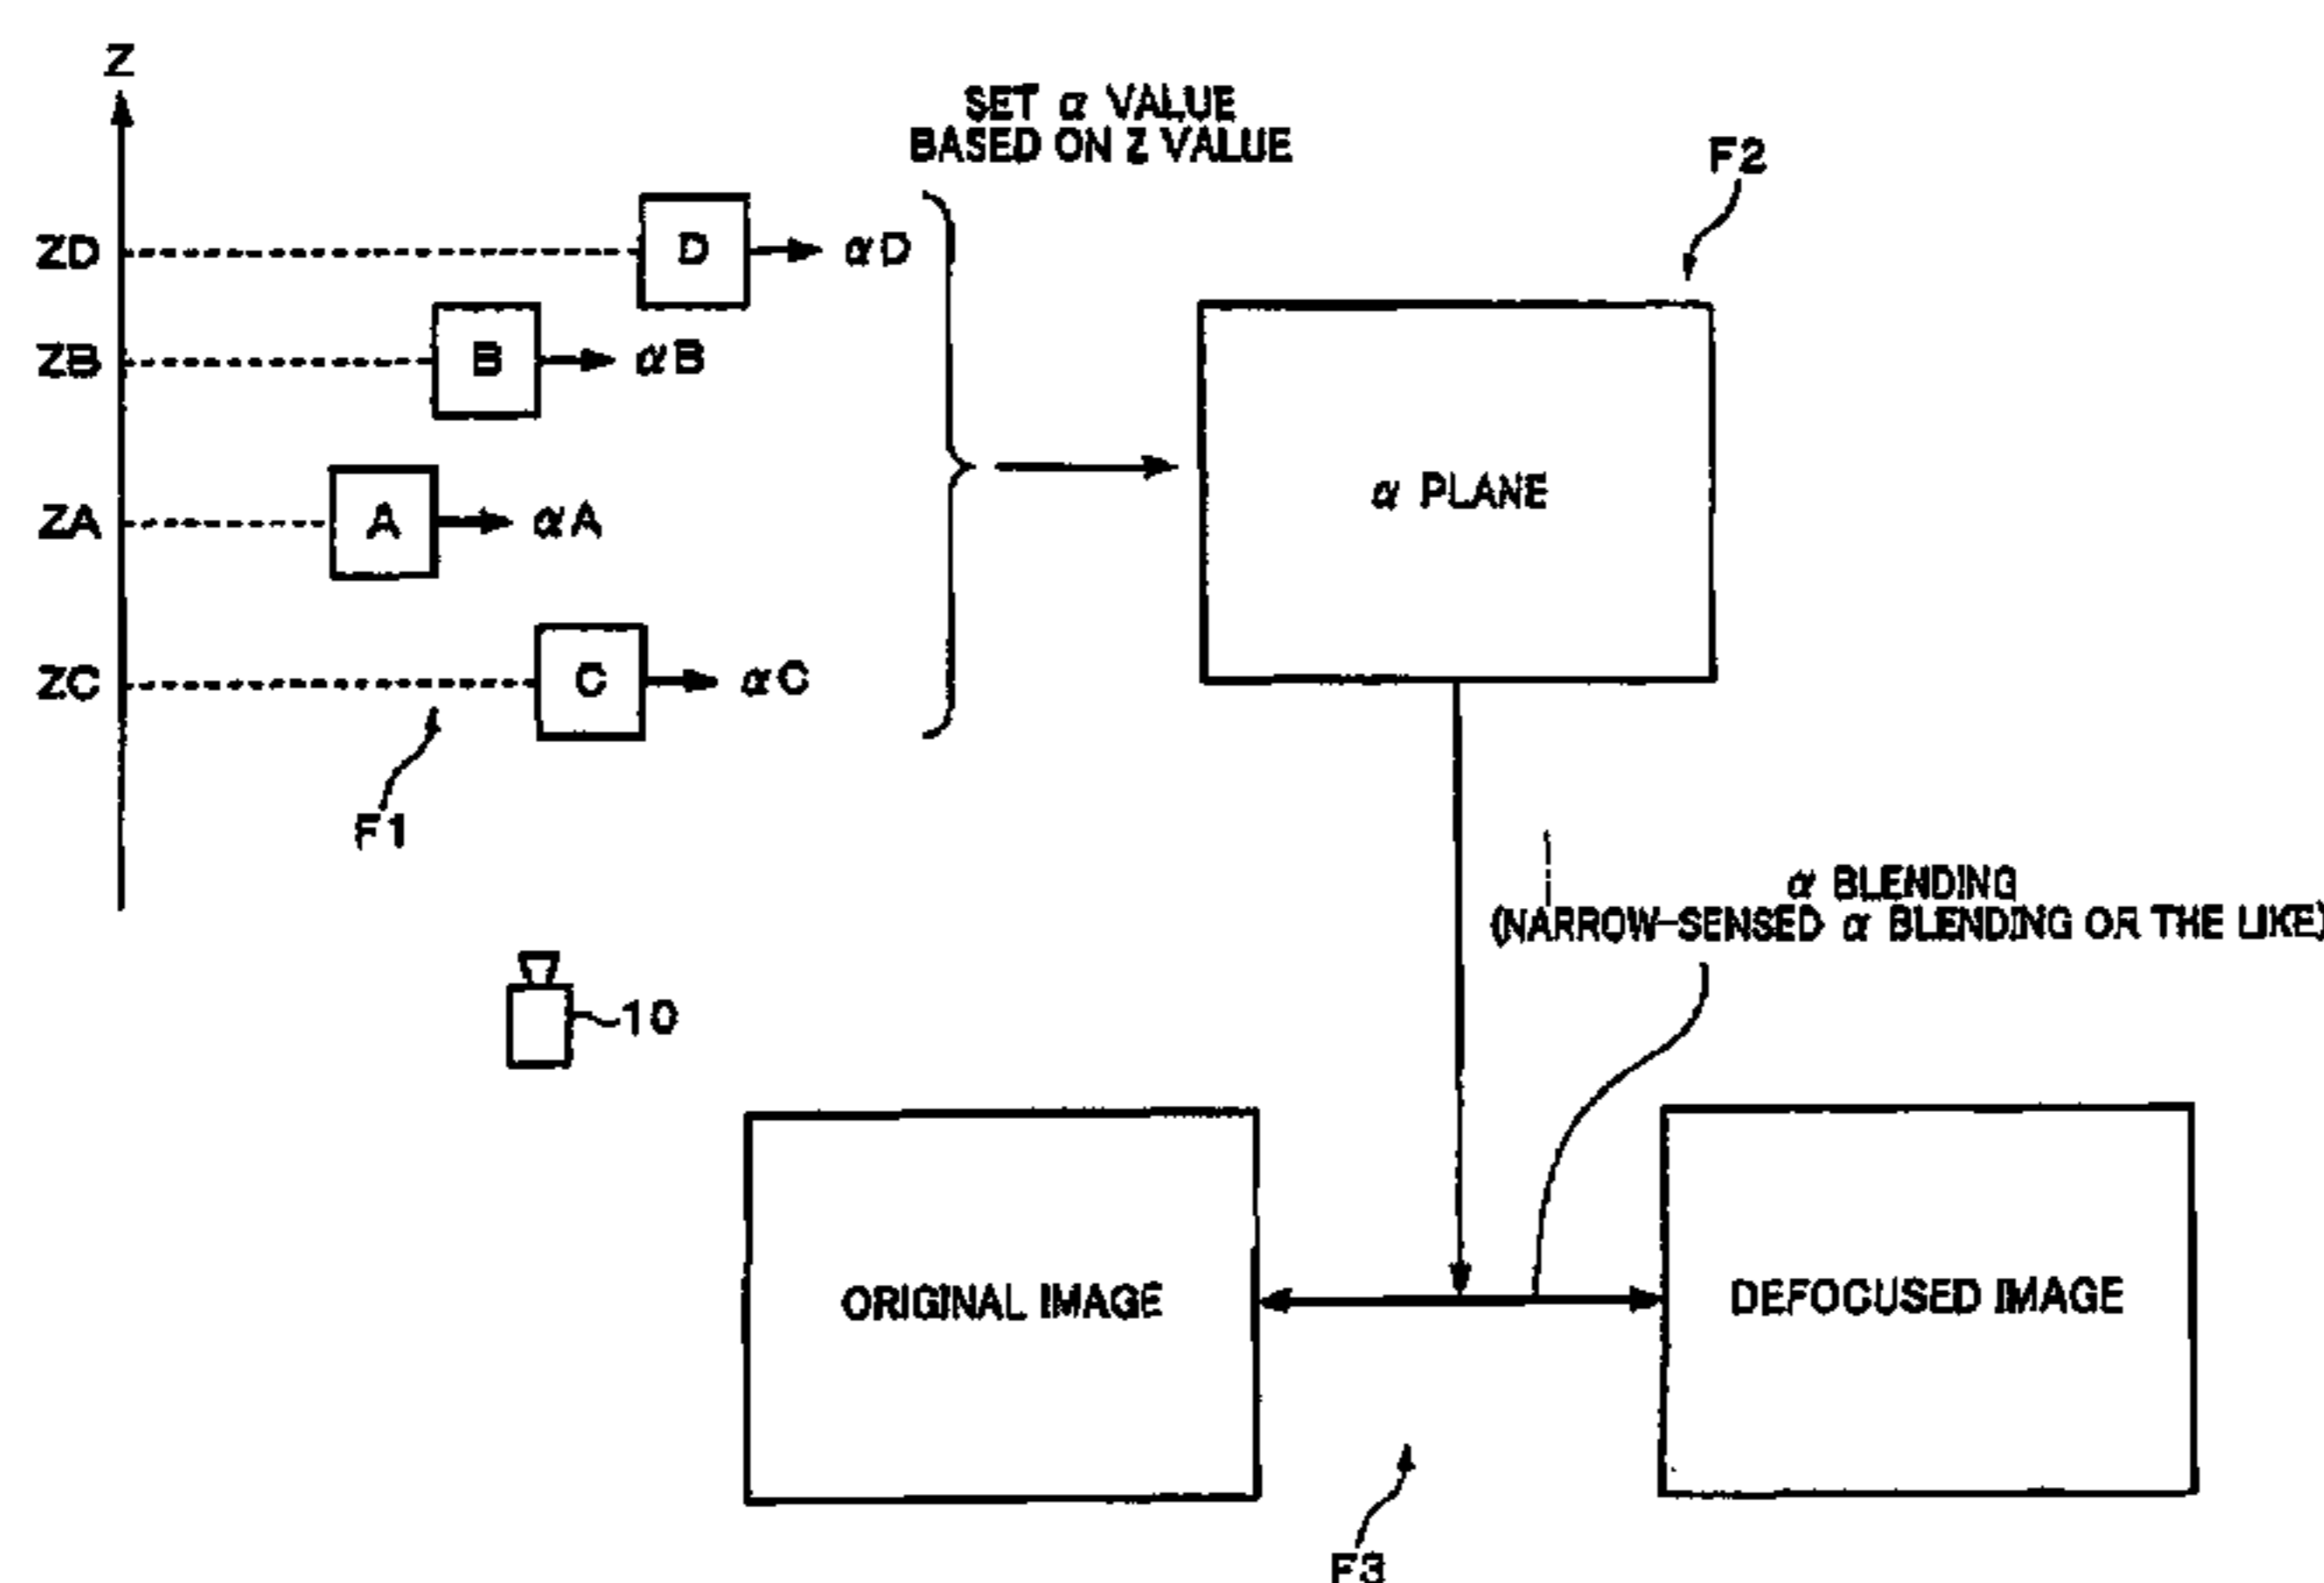 Z
SET α VALUE
BASED ON Z VALUE
F2
ZD
D
αD
ZB
B
αB
α PLANE
ZA
A
αA
ZC
C
αC
F1
α BLENDING
(NARROW-SENSED α BLENDING OR THE LIKE)
10
ORIGINAL IMAGE
DEFOCUSED IMAGE
F3